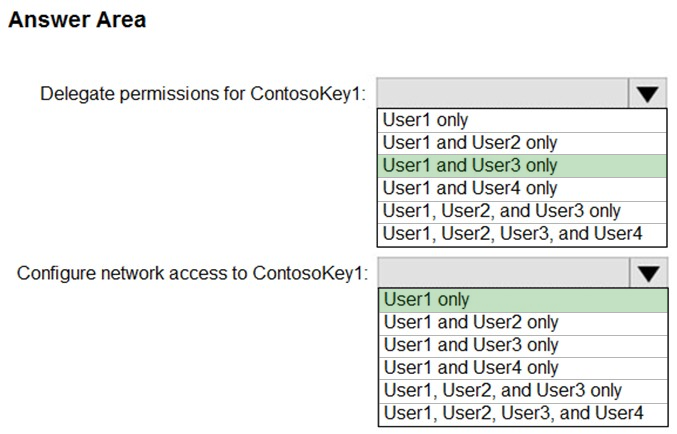 Answer Area
Delegate permissions for ContosoKey1:
User1 only
User1 and User2 only
User1 and User3 only
User1 and User4 only
User1, User2, and User3 only
User1, User2, User3, and User4
Configure network access to ContosoKey1:
User1 only
User1 and User2 only
User1 and User3 only
User1 and User4 only
User1, User2, and User3 only
User1, User2, User3, and User4